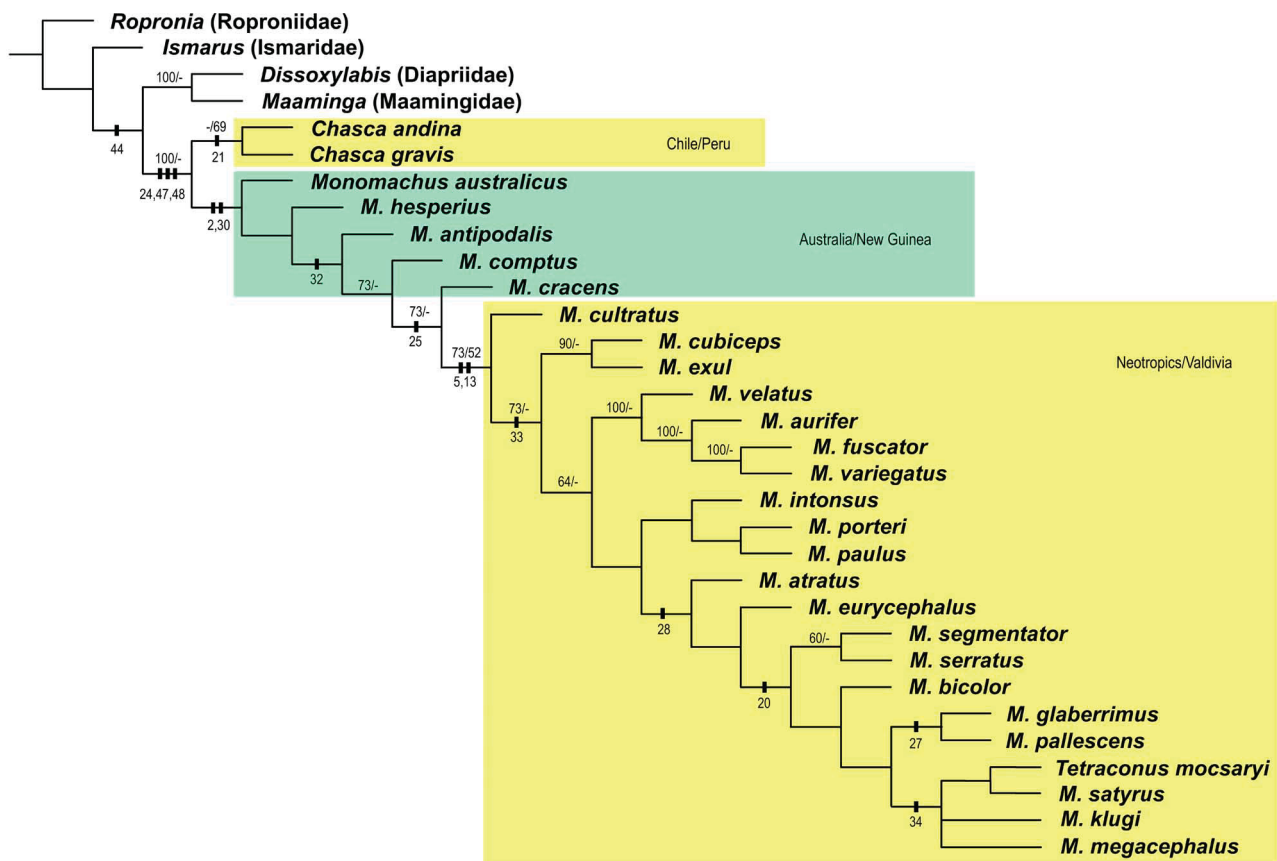 Ropronia (Roproniidae)
Ismarus (Ismaridae)
100/-
Dissoxylabis (Diapriidae)
Maaminga (Maamingidae)
44
-/69
21
Chasca andina
Chile/Peru
Chasca gravis
100/-
24,47,48
Monomachus australicus
2,30
M. hesperius
M. antipodalis
Australia/New Guinea
32
M. comptus
73/-
M. cracens
73/-
25
M. cultratus
73/52
5,13
90/-
M. cubiceps
Neotropics/Valdivia
M. exul
M. velatus
73/-
33
100/-
M. aurifer
100/-
M. fuscator
100/-
M. variegatus
64/-
M. intonsus
M. porteri
M. paulus
M. atratus
28
M. eurycephalus
60/-
M. segmentator
M. serratus
20
M. bicolor
M. glaberrimus
27
M. pallescens
Tetraconus mocsaryi
M. satyrus
34
M. klugi
M. megacephalus